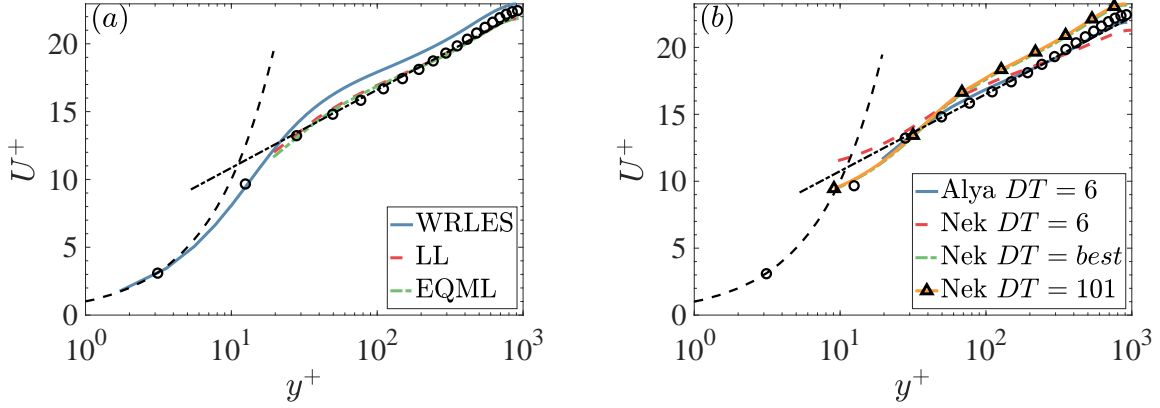 (a)
20
15
10
5
0
U+
10^0
10^1
10^2
10^3
y+
WRLES
LL
EQML
(b)
20
15
10
5
0
U+
10^0
10^1
10^2
10^3
y+
Alya DT = 6
Nek DT = 6
Nek DT = best
Nek DT = 101